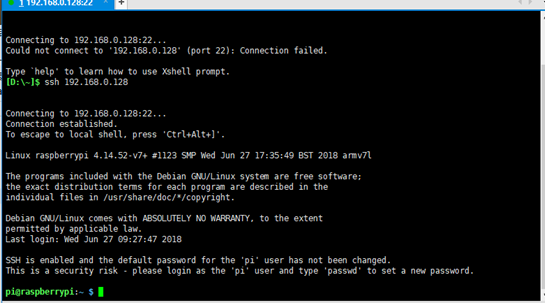 1 192.168.0.128:22
Connecting to 192.168.0.128:22...
Could not connect to '192.168.0.128' (port 22): Connection failed.
Type `help' to learn how to use Xshell prompt.
[D:\~]$ ssh 192.168.0.128
Connecting to 192.168.0.128:22...
Connection established.
To escape to local shell, press 'Ctrl+Alt+]'.
Linux raspberrypi 4.14.52-v7+ #1123 SMP Wed Jun 27 17:35:49 BST 2018 armv7l
The programs included with the Debian GNU/Linux system are free software;
the exact distribution terms for each program are described in the
individual files in /usr/share/doc/*/copyright.
Debian GNU/Linux comes with ABSOLUTELY NO WARRANTY, to the extent
permitted by applicable law.
Last login: Wed Jun 27 09:27:47 2018
SSH is enabled and the default password for the 'pi' user has not been changed.
This is a security risk - please login as the 'pi' user and type 'passwd' to set a new password.
pi@raspberrypi:~ $